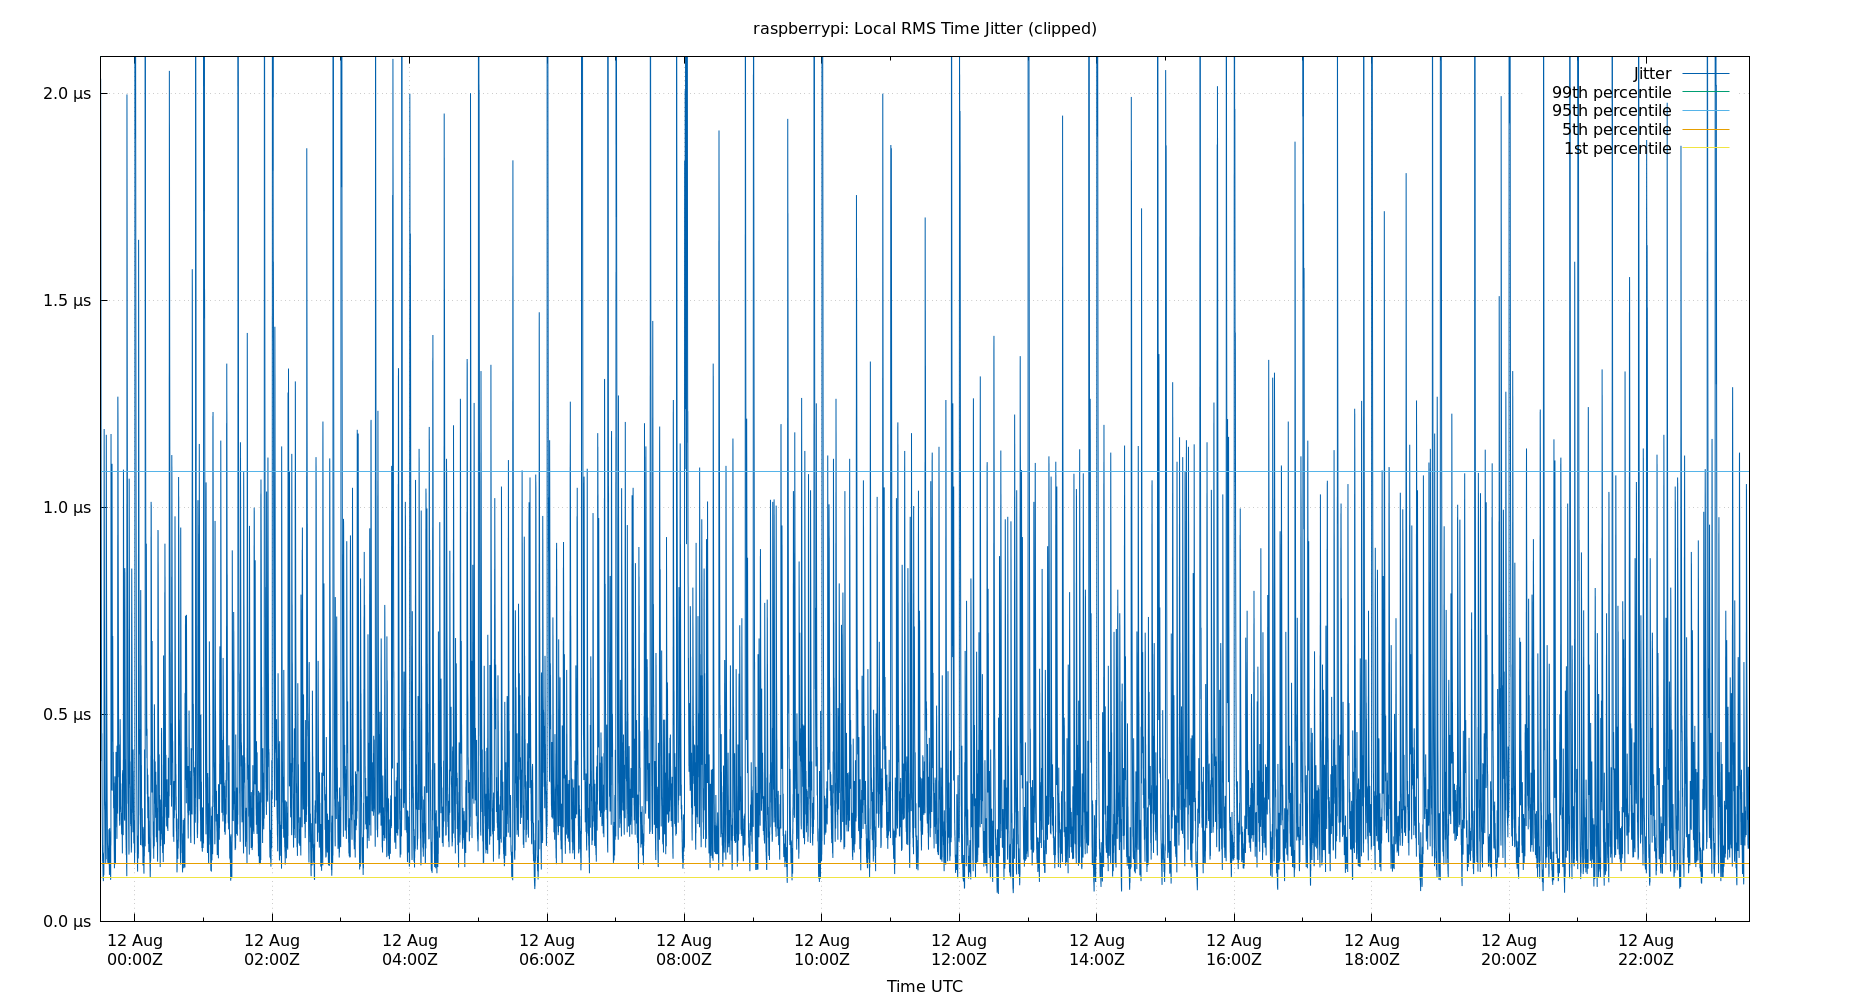 raspberrypi: Local RMS Time Jitter (clipped)
2.0 µs
1.5 µs
1.0 µs
0.5 µs
0.0 µs
Jitter
99th percentile
95th percentile
5th percentile
1st percentile
12 Aug 12 Aug 12 Aug 12 Aug 12 Aug 12 Aug 12 Aug 12 Aug 12 Aug 12 Aug 12 Aug 12 Aug
00:00Z 02:00Z 04:00Z 06:00Z 08:00Z 10:00Z 12:00Z 14:00Z 16:00Z 18:00Z 20:00Z 22:00Z
Time UTC